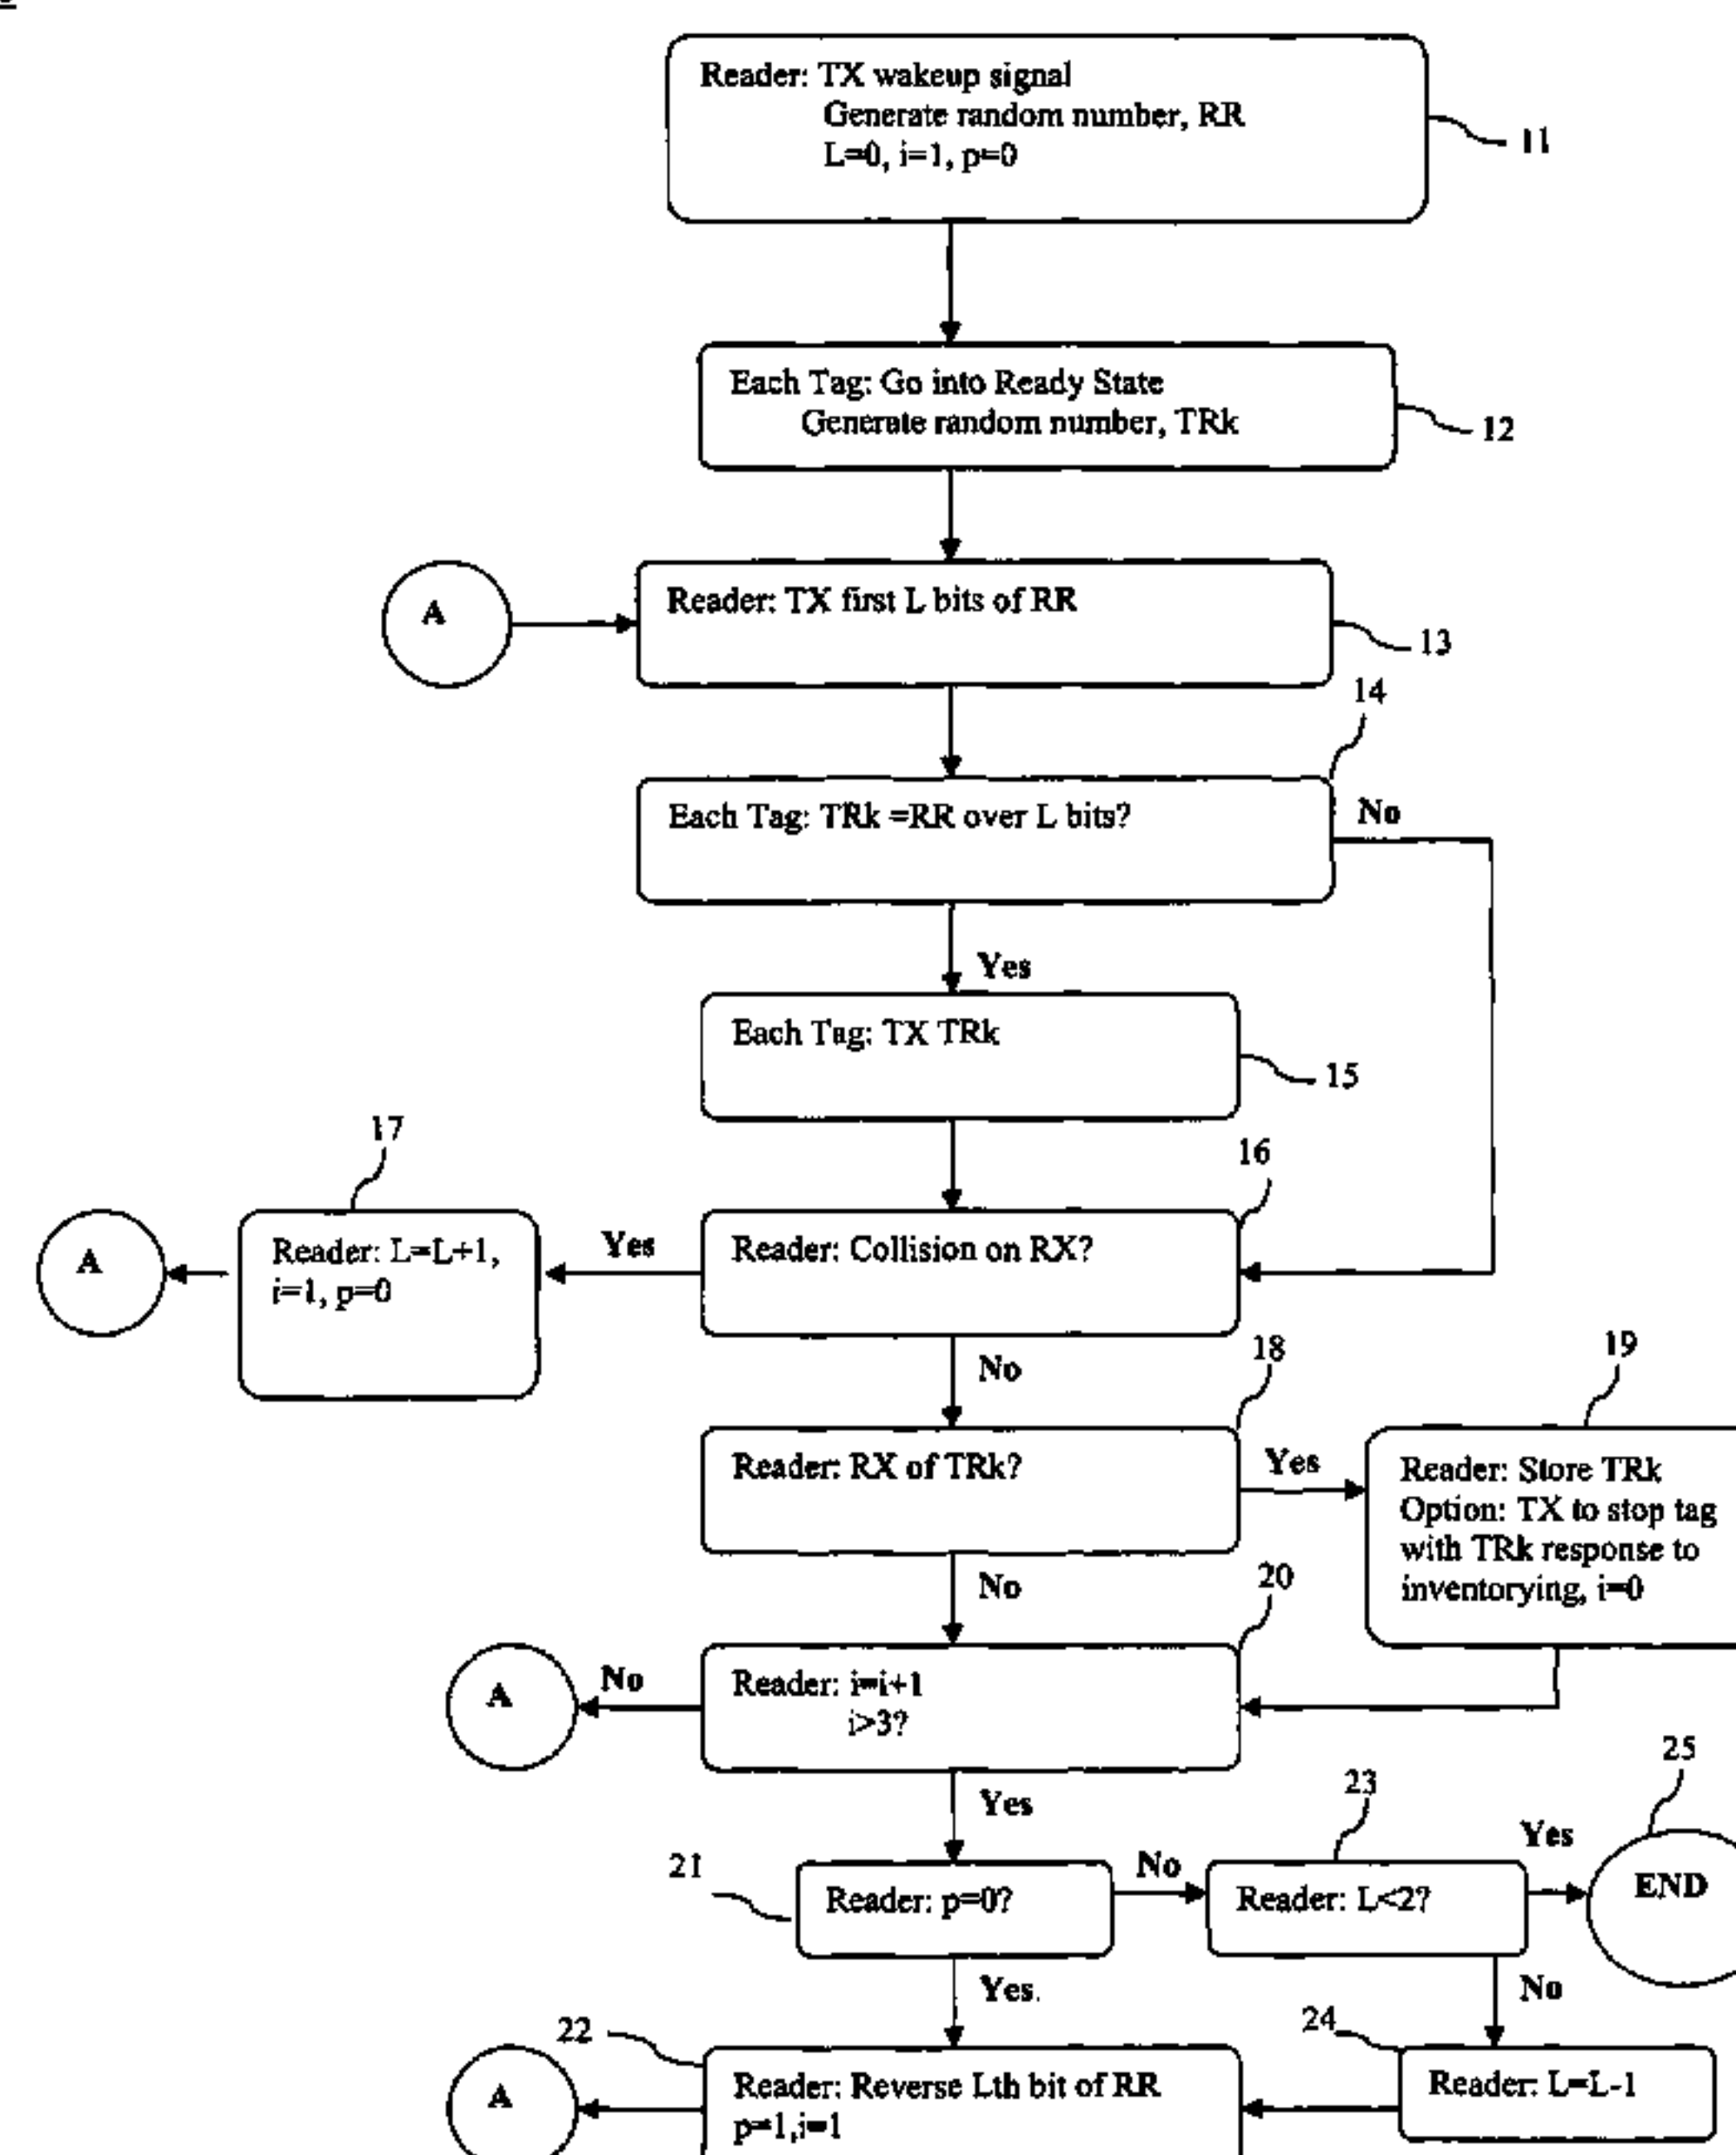 Reader: TX wakeup signal
Generate random number, RR
L=0, i=1, p=0
11
Each Tag: Go into Ready State
Generate random number, TRk
12
A
Reader: TX first L bits of RR
13
14
Each Tag: TRk =RR over L bits?
No
Yes
Each Tag: TX TRk
15
17
16
A
Reader: L=L+1,
i=1, p=0
Yes
Reader: Collision on RX?
No
18
19
Reader: RX of TRk?
Yes
Reader: Store TRk
Option: TX to stop tag
with TRk response to
inventorying, i=0
No
20
A
No
Reader: i=i+1
i>3?
Yes
25
23
21
Reader: p=0?
No
Reader: L<2?
Yes
END
Yes.
No
22
24
A
Reader: Reverse Lth bit of RR
p=1,i=1
Reader: L=L-1